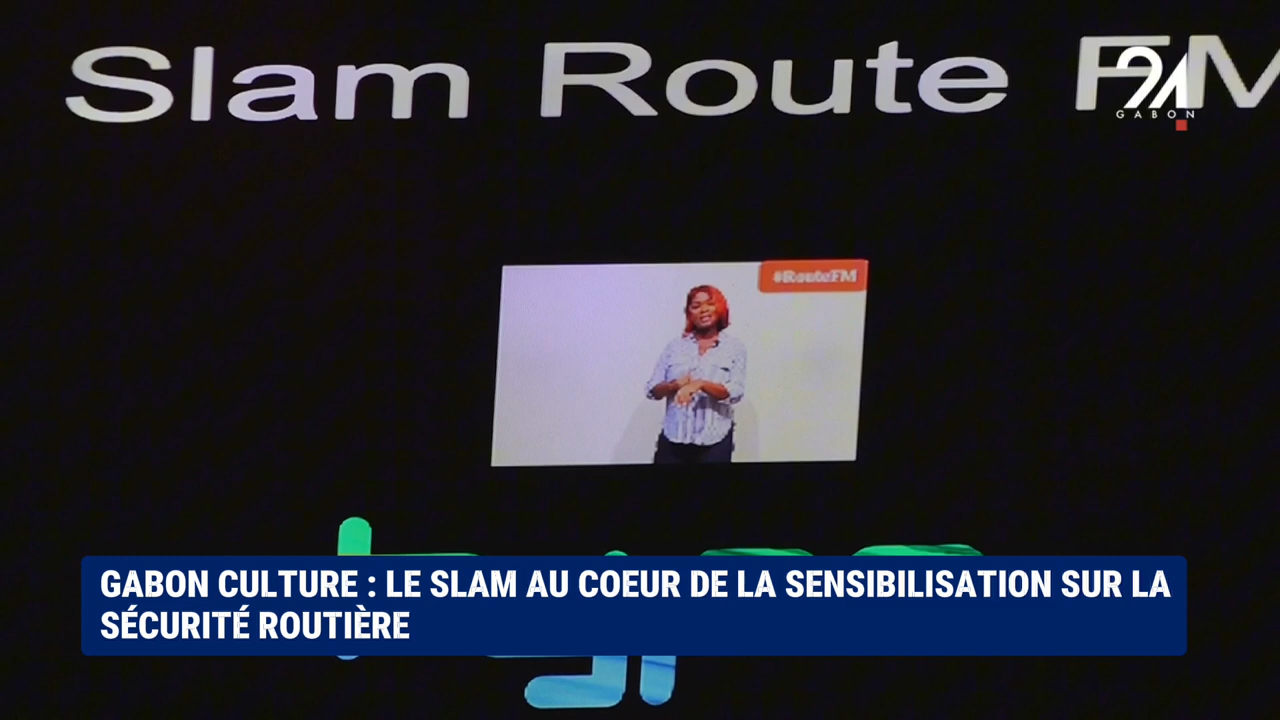 Slam Route FM
GABON
#RouteFM
GABON CULTURE : LE SLAM AU COEUR DE LA SENSIBILISATION SUR LA
SÉCURITÉ ROUTIÈRE